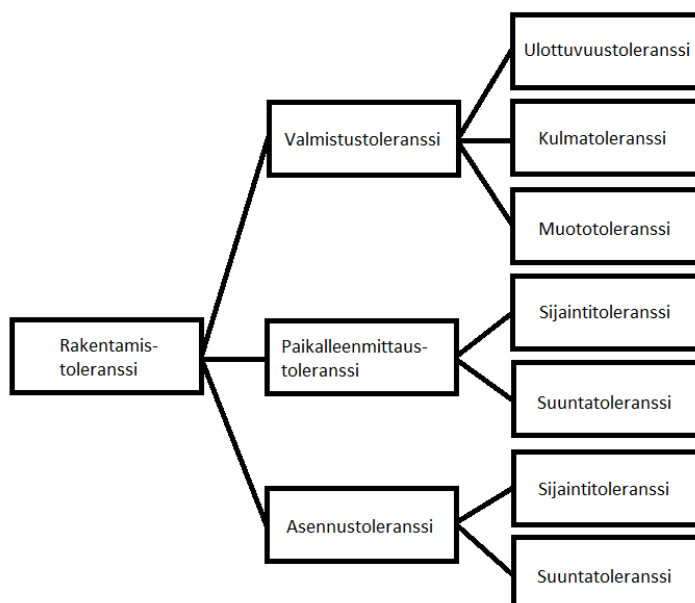 Ulottuvuustoleranssi
Valmistustoleranssi
Kulmatoleranssi
Muototoleranssi
Rakentamis-
toleranssi
Paikalleenmittaus-
toleranssi
Sijaintitoleranssi
Suuntatoleranssi
Asennustoleranssi
Sijaintitoleranssi
Suuntatoleranssi